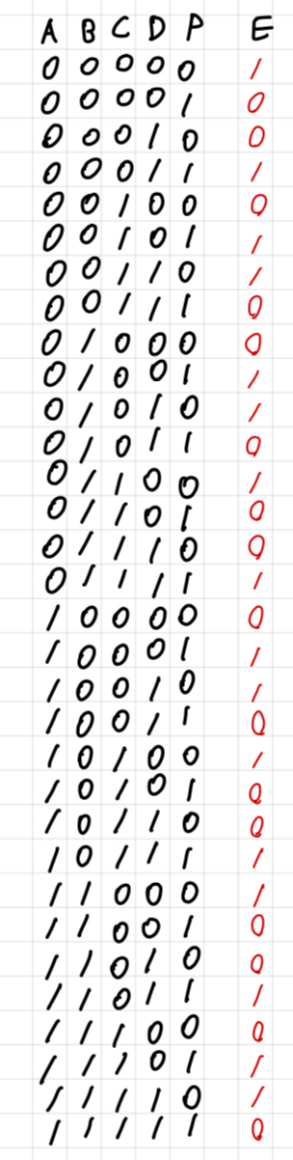 A B C D P E
0 0 0 0 0 1
0 0 0 0 1 0
0 0 0 1 0 0
0 0 0 1 1 1
0 0 1 0 0 0
0 0 1 0 1 1
0 0 1 1 0 1
0 0 1 1 1 0
0 1 0 0 0 0
0 1 0 0 1 1
0 1 0 1 0 1
0 1 0 1 1 0
0 1 1 0 0 1
0 1 1 0 1 0
0 1 1 1 0 0
0 1 1 1 1 1
1 0 0 0 0 0
1 0 0 0 1 1
1 0 0 1 0 1
1 0 0 1 1 0
1 0 1 0 0 1
1 0 1 0 1 0
1 0 1 1 0 0
1 0 1 1 1 1
1 1 0 0 0 1
1 1 0 0 1 0
1 1 0 1 0 0
1 1 0 1 1 1
1 1 1 0 0 0
1 1 1 0 1 1
1 1 1 1 0 1
1 1 1 1 1 0